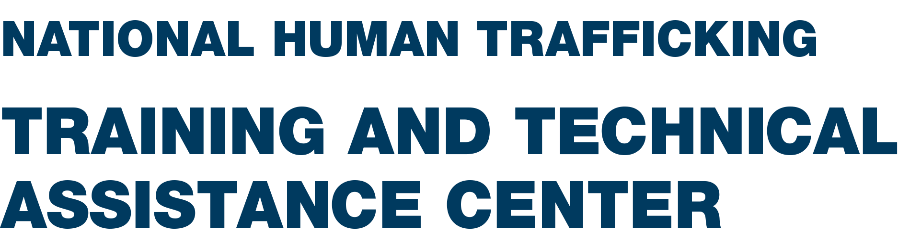 NATIONAL HUMAN TRAFFICKING
TRAINING AND TECHNICAL
ASSISTANCE CENTER